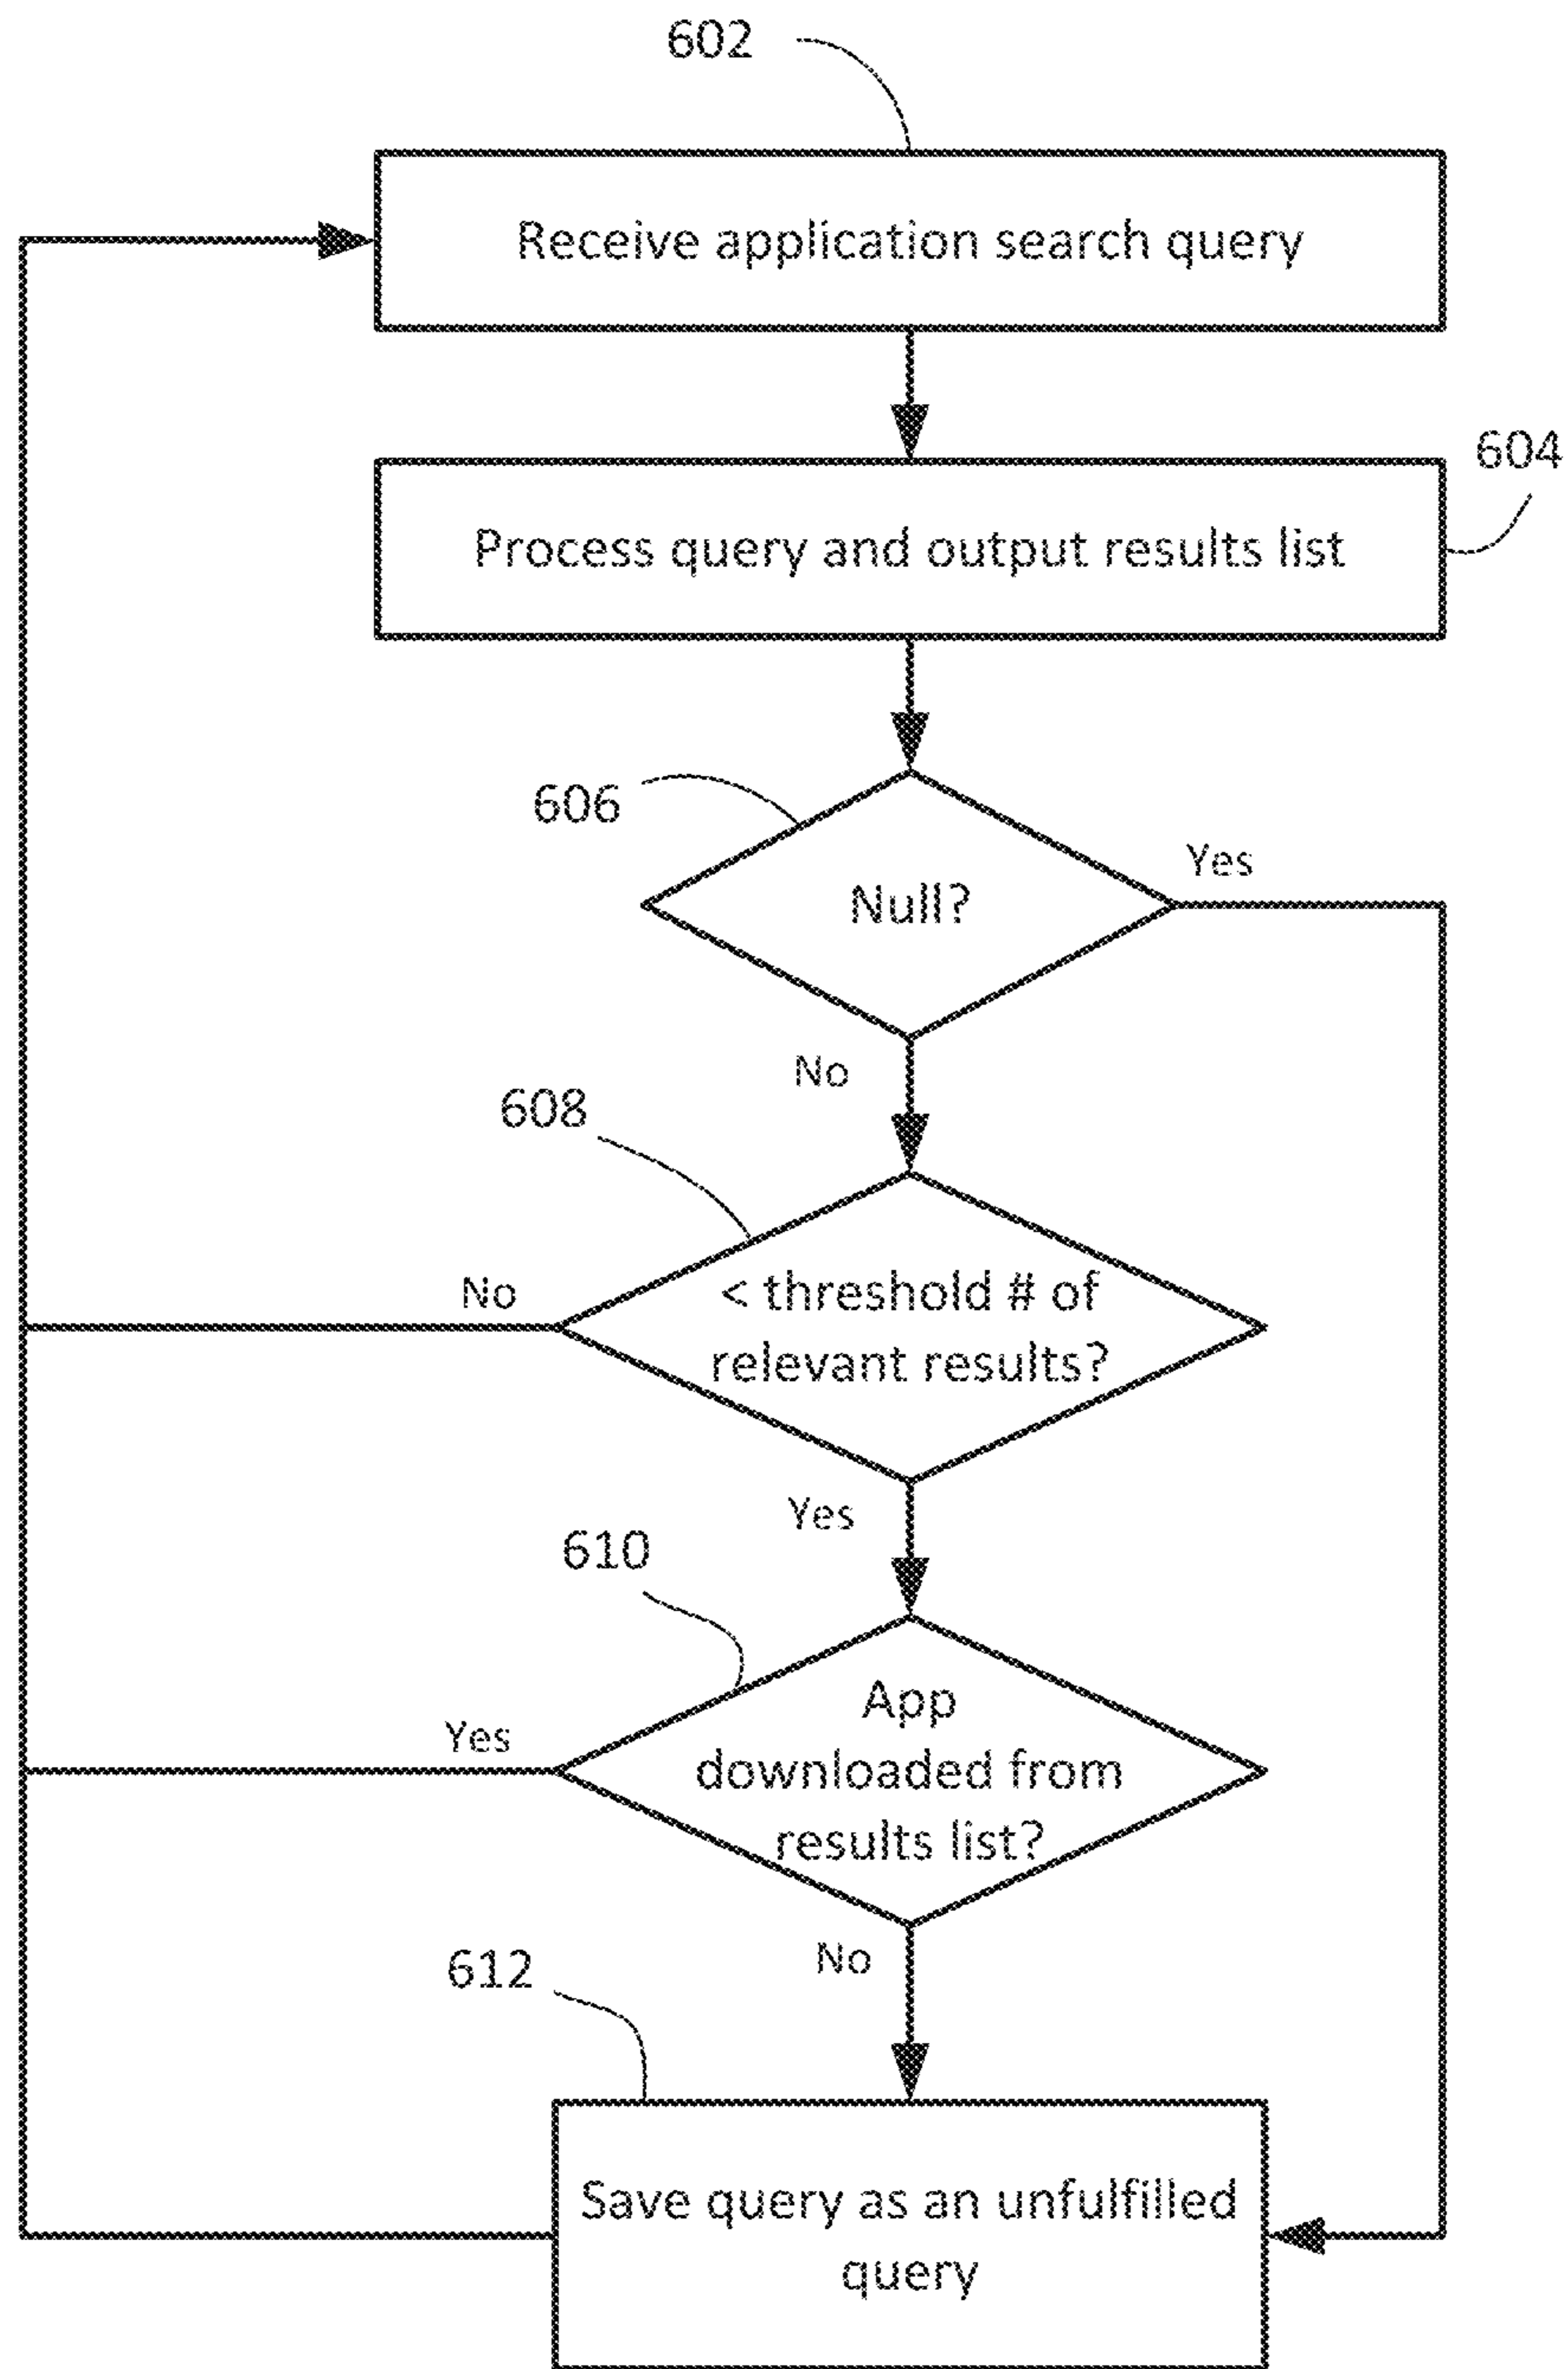 602
Receive application search query
604
Process query and output results list
606
Null?
Yes
No
608
No
< threshold # of
relevant results?
Yes
610
Yes
App
downloaded from
results list?
No
612
Save query as an unfulfilled
query